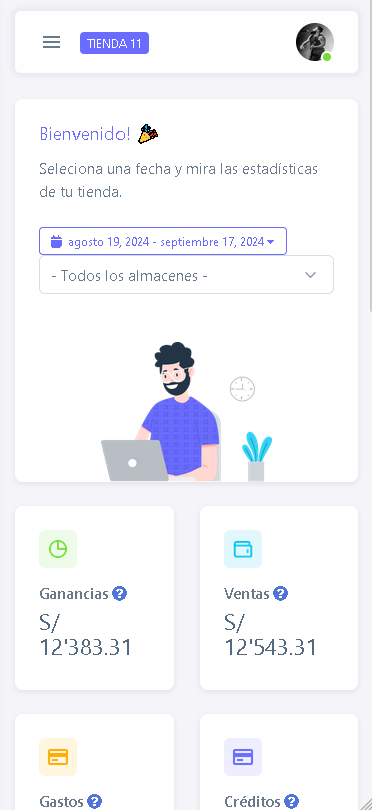 TIENDA 11
Bienvenido! 🎉
Seleciona una fecha y mira las estadísticas
de tu tienda.
agosto 19, 2024 - septiembre 17, 2024
- Todos los almacenes -
Ganancias ?
Ventas ?
S/
12'383.31
S/
12'543.31
Gastos ?
Créditos ?